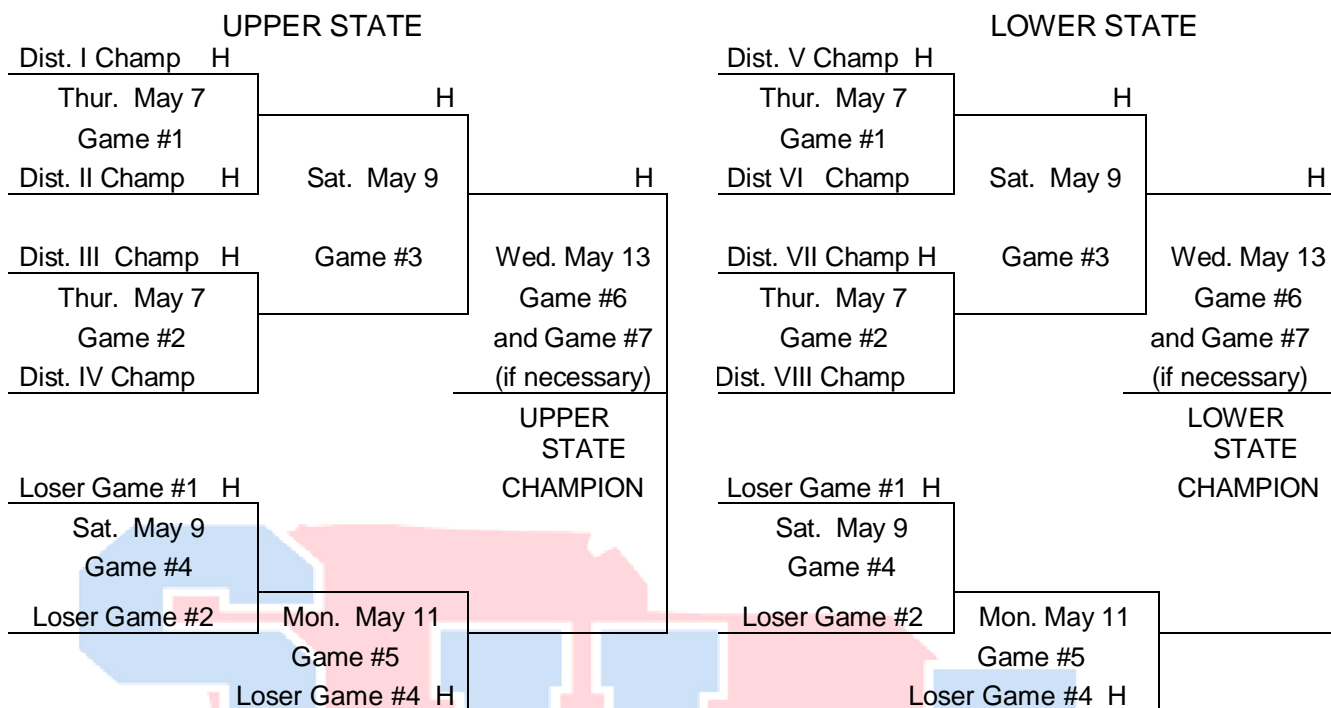 UPPER STATE
Dist. I Champ H
Thur. May 7
H
Game #1
Dist. II Champ H
Sat. May 9
H
Dist. III Champ H
Game #3
Wed. May 13
Thur. May 7
Game #6
Game #2
and Game #7
Dist. IV Champ
(if necessary)
UPPER
STATE
Loser Game #1 H
CHAMPION
Sat. May 9
Game #4
Loser Game #2
Mon. May 11
Game #5
Loser Game #4 H
LOWER STATE
Dist. V Champ H
Thur. May 7
H
Game #1
Dist VI Champ
Sat. May 9
H
Dist. VII Champ H
Game #3
Wed. May 13
Thur. May 7
Game #6
Game #2
and Game #7
Dist. VIII Champ
(if necessary)
LOWER
STATE
Loser Game #1 H
CHAMPION
Sat. May 9
Game #4
Loser Game #2
Mon. May 11
Game #5
Loser Game #4 H